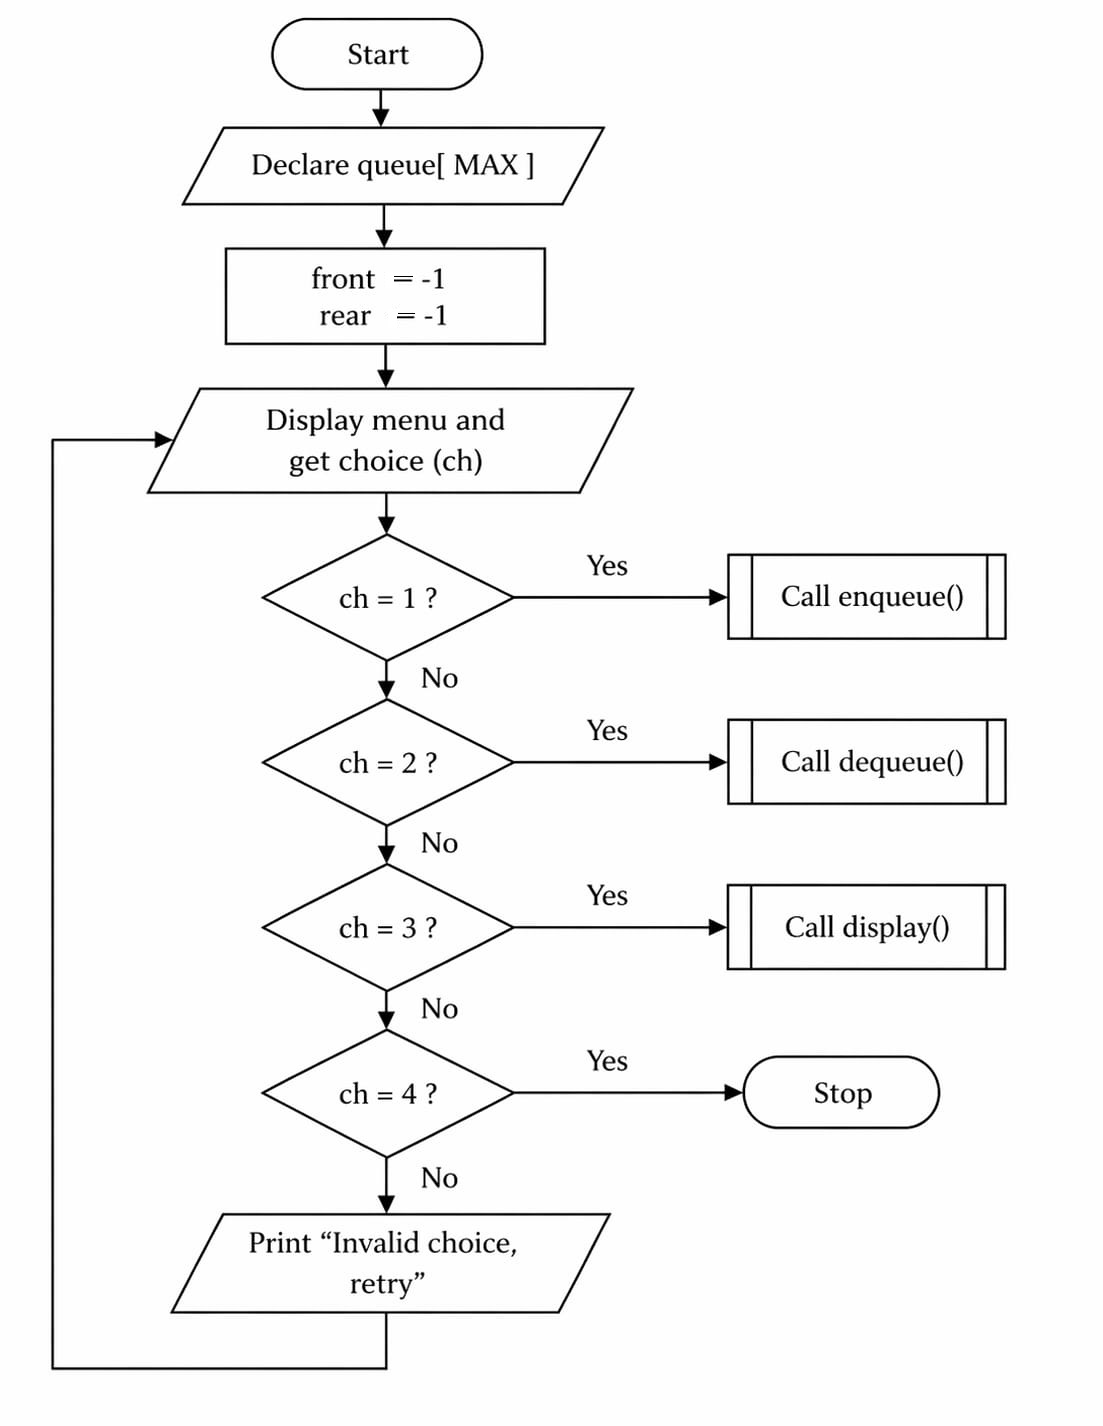 Start
Declare queue[ MAX ]
front = -1
rear = -1
Display menu and
get choice (ch)
ch = 1 ?
Yes
Call enqueue()
No
ch = 2 ?
Yes
Call dequeue()
No
ch = 3 ?
Yes
Call display()
No
ch = 4 ?
Yes
Stop
No
Print “Invalid choice,
retry”